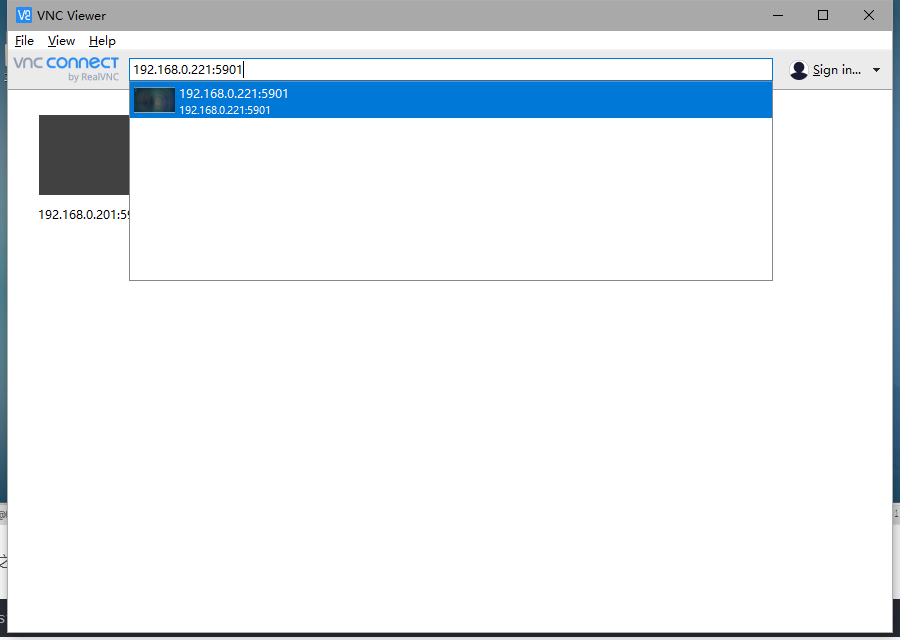 VNC Viewer
File View Help
vnc connect
by RealVNC
192.168.0.221:5901
Sign in...
192.168.0.221:5901
192.168.0.221:5901
192.168.0.201:59